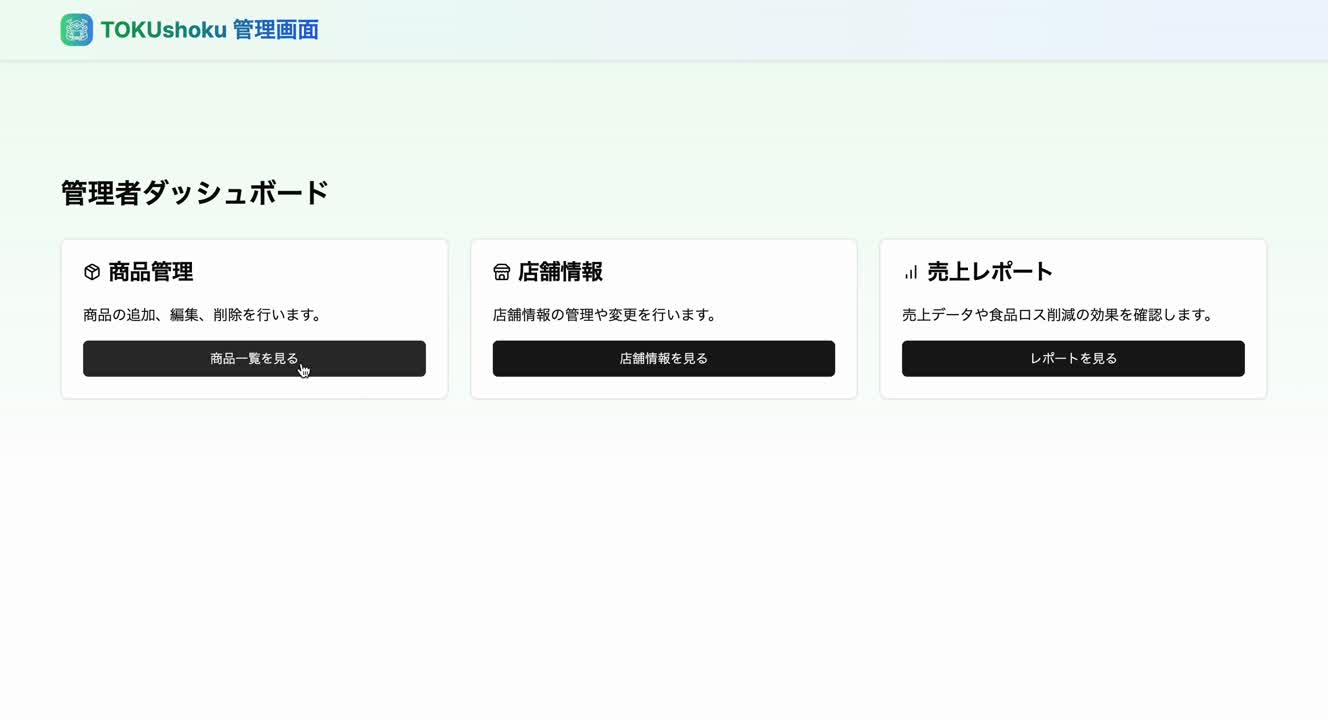 TOKUshoku 管理画面
管理者ダッシュボード
商品管理
商品の追加、編集、削除を行います。
商品一覧を見る
店舗情報
店舗情報の管理や変更を行います。
店舗情報を見る
売上レポート
売上データや食品ロス削減の効果を確認します。
レポートを見る